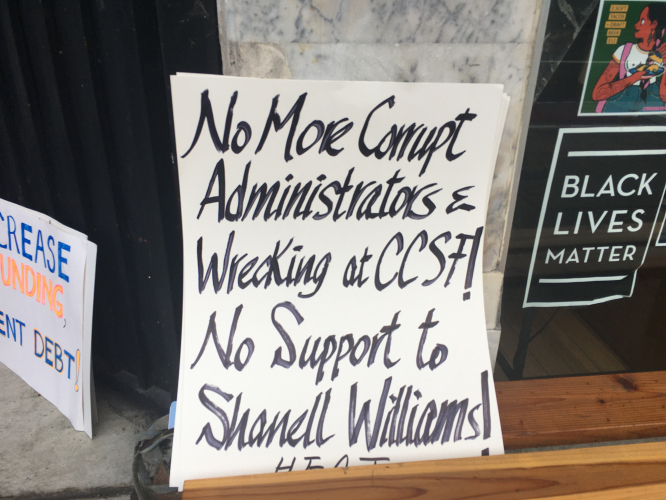 No More Corrupt
Administrators &
Wrecking at CCSF!
No Support to
Shanell Williams!
CREASE
UNDING,
ENT DEBT!
BLACK
LIVES
MATTER